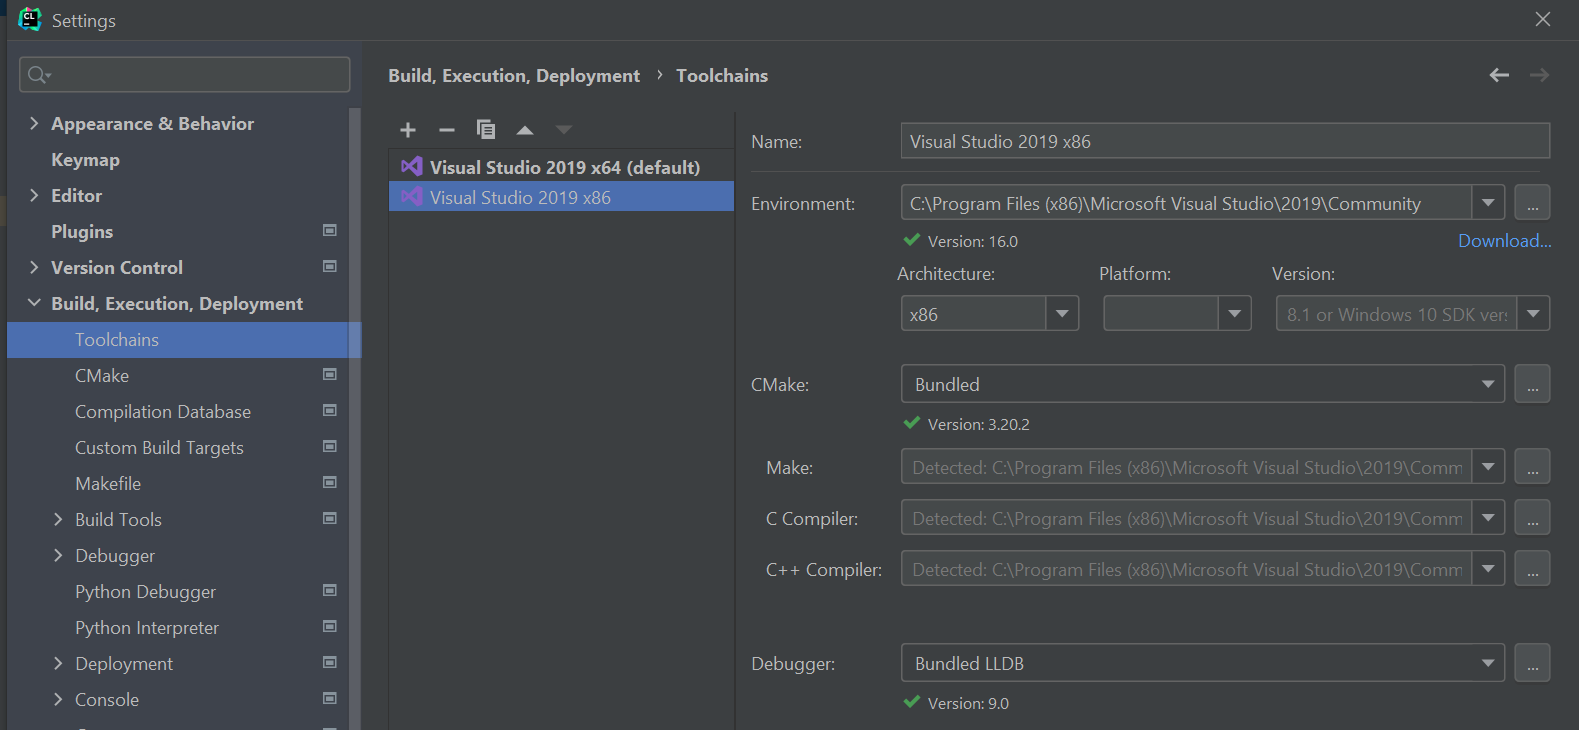 Settings
Appearance & Behavior
Keymap
Editor
Plugins
Version Control
Build, Execution, Deployment
Toolchains
CMake
Compilation Database
Custom Build Targets
Makefile
Build Tools
Debugger
Python Debugger
Python Interpreter
Deployment
Console
Build, Execution, Deployment › Toolchains
Visual Studio 2019 x64 (default)
Visual Studio 2019 x86
Name: Visual Studio 2019 x86
Environment: C:\Program Files (x86)\Microsoft Visual Studio\2019\Community ...
Version: 16.0 Download...
Architecture: Platform: Version:
x86 8.1 or Windows 10 SDK vers
CMake: Bundled ...
Version: 3.20.2
Make: Detected: C:\Program Files (x86)\Microsoft Visual Studio\2019\Comm ...
C Compiler: Detected: C:\Program Files (x86)\Microsoft Visual Studio\2019\Comm ...
C++ Compiler: Detected: C:\Program Files (x86)\Microsoft Visual Studio\2019\Comm ...
Debugger: Bundled LLDB ...
Version: 9.0